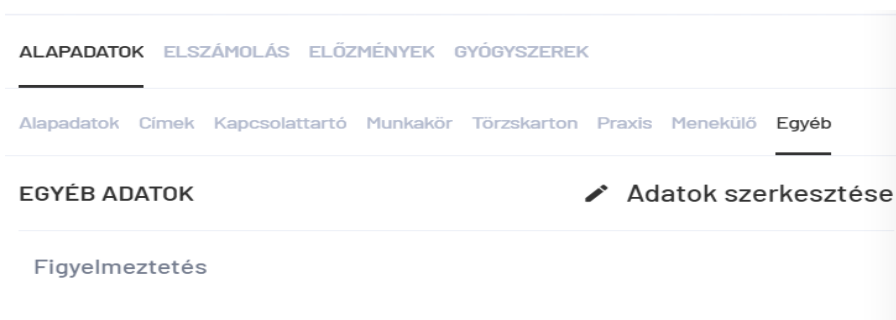 ALAPADATOK ELSZÁMOLÁS ELŐZMÉNYEK GYÓGYSZEREK
Alapadatok Címek Kapcsolattartó Munkakör Törzskarton Praxis Menekülő Egyéb
EGYÉB ADATOK Adatok szerkesztése
Figyelmeztetés